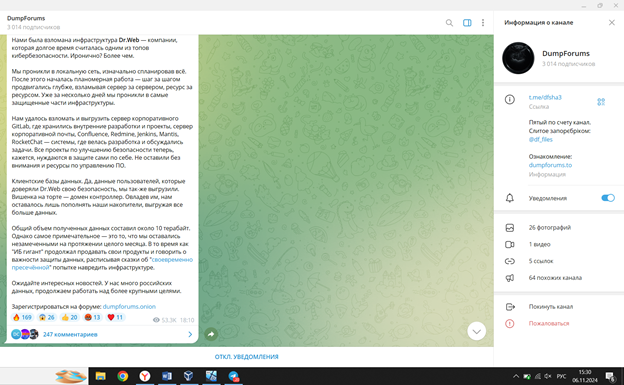 DumpForums
3 014 подписчиков
Нами была взломана инфраструктура Dr.Web — компании,
которая долгое время считалась одним из топов
кибербезопасности. Иронично? Более чем.
Мы проникли в локальную сеть, изначально спланировав всё.
После этого началась планомерная работа — шаг за шагом
продвигались глубже, взламывая сервер за сервером, ресурс за
ресурсом. Уже за несколько дней мы проникли в самые
защищенные части инфраструктуры.
Нам удалось взломать и выгрузить сервер корпоративного
GitLab, где хранились внутренние разработки и проекты, сервер
корпоративной почты, Confluence, Redmine, Jenkins, Mantis,
RocketChat — системы, где велась разработка и обсуждались
задачи. Все проекты по улучшению безопасности теперь,
кажется, нуждаются в защите сами по себе. Не оставили без
внимания и ресурсы по управлению ПО.
Клиентские базы данных. Да, данные пользователей, которые
доверяли Dr.Web свою безопасность, мы так-же выгрузили.
Вишенка на торте — домен контроллер. Овладев им, нам
оставалось лишь пополнять наши накопители, выгружая все
больше данных.
Общий объем полученных данных составил около 10 терабайт.
Однако самое примечательное — это то, что мы оставались
незамеченными на протяжении целого месяца. В то время как
"ИБ гигант" продолжал продавать свои продукты и говорить о
важности защиты данных, расписывая сказки об "своевременно
пресечённой" попытке навредить инфраструктуре.
Ожидайте интересных новостей. У нас много российских
данных, продолжаем работать над более крупными целями.
Зарегистрироваться на форуме: dumpforums.onion
169 26 20 13 11 53.3K 18:10
247 комментариев
ОТКЛ. УВЕДОМЛЕНИЯ
Информация о канале
DumpForums
3 014 подписчиков
t.me/dfsha3
Ссылка
Пятый по счету канал.
Слитое запоребриком:
@df_files
Ознакомление:
dumpforums.to
Информация
Уведомления
26 фотографий
1 видео
5 ссылок
64 похожих канала
Покинуть канал
Пожаловаться
РУС
15:30
06.11.2024